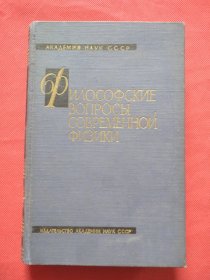 АКАДЕМИЯ НАУК СССР
ФИЛОСОФСКИЕ
ВОПРОСЫ
СОВРЕМЕННОЙ
ФИЗИКИ
ИЗДАТЕЛЬСТВО АКАДЕМИИ НАУК СССР